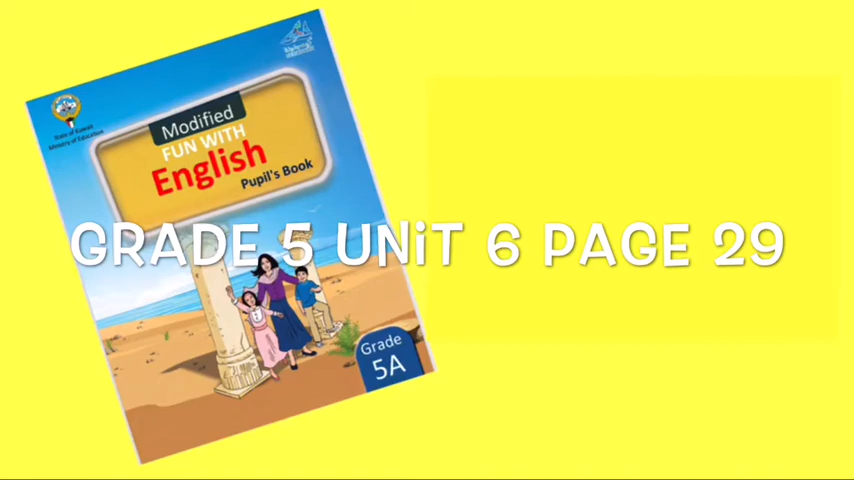 State of Kuwait
Ministry of Education
Modified
FUN WITH
English
Pupil's Book
GRADE 5 UNiT 6 PAGE 29
Grade
5A